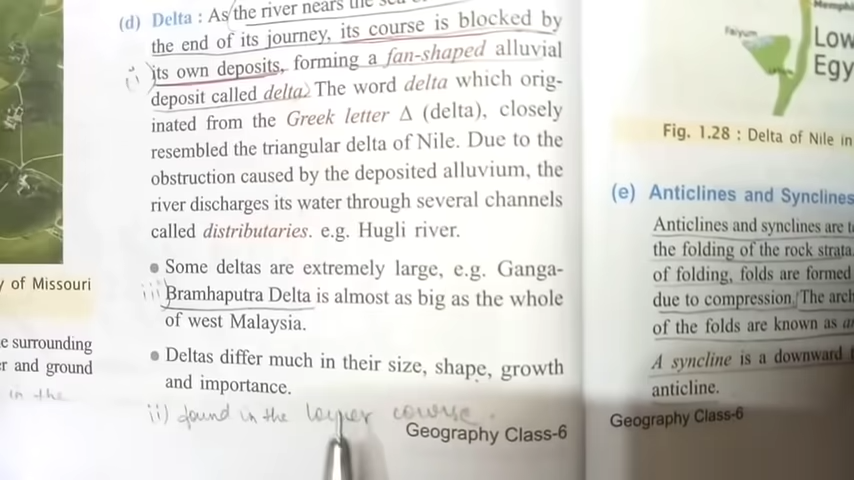 y of Missouri
e surrounding
r and ground
in the
(d) Delta : As the river nears the sea
the end of its journey, its course is blocked by
i) its own deposits, forming a fan-shaped alluvial
deposit called delta. The word delta which orig-
inated from the Greek letter Δ (delta), closely
resembled the triangular delta of Nile. Due to the
obstruction caused by the deposited alluvium, the
river discharges its water through several channels
called distributaries. e.g. Hugli river.
• Some deltas are extremely large, e.g. Ganga-
iii) Bramhaputra Delta is almost as big as the whole
of west Malaysia.
• Deltas differ much in their size, shape, growth
and importance.
ii) found in the lower course.
Geography Class-6
Memphis
Faiyum
Low
Egy
Fig. 1.28 : Delta of Nile in
(e) Anticlines and Synclines
Anticlines and synclines are t
the folding of the rock strata.
of folding, folds are formed
due to compression. The arch
of the folds are known as an
A syncline is a downward f
anticline.
Geography Class-6